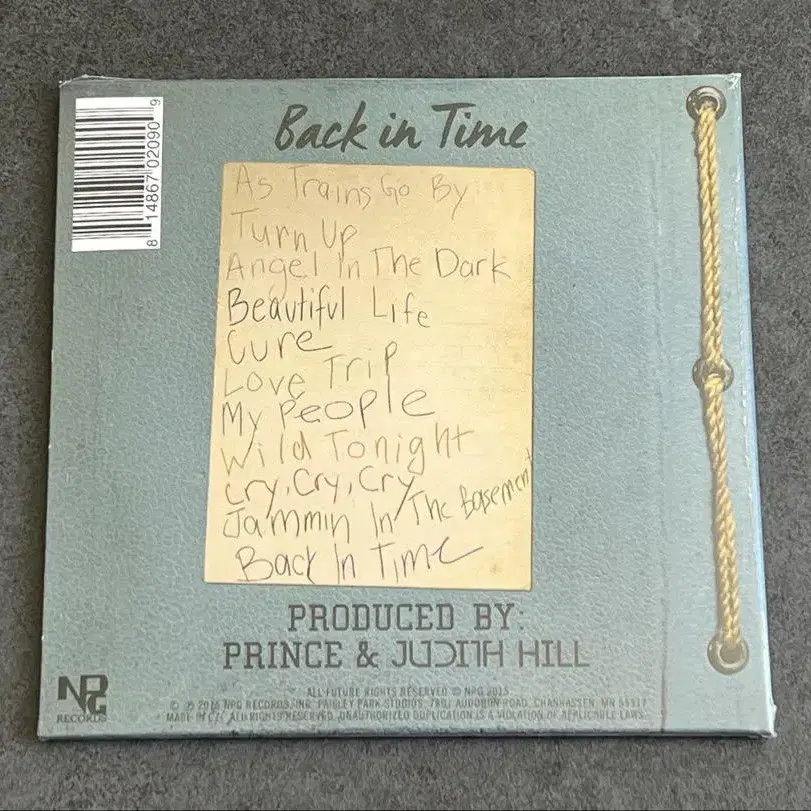 8 14867 02090 9
Back in Time
As Trains Go By
Turn Up
Angel In The Dark
Beautiful Life
Cure
Love Trip
My People
Wild Tonight
Cry, Cry, Cry
Jammin In The Basement
Back In Time
PRODUCED BY:
PRINCE & JUDITH HILL
NPG
RECORDS
ALL FUTURE RIGHTS RESERVED © NPG 2015
© ℗ 2015 NPG RECORDS, INC. PAISLEY PARK STUDIOS, AUDUBON ROAD, CHANHASSEN, MN 55317
MADE IN ALL RIGHTS RESERVED. UNAUTHORIZED DUPLICATION IS A VIOLATION OF APPLICABLE LAWS.